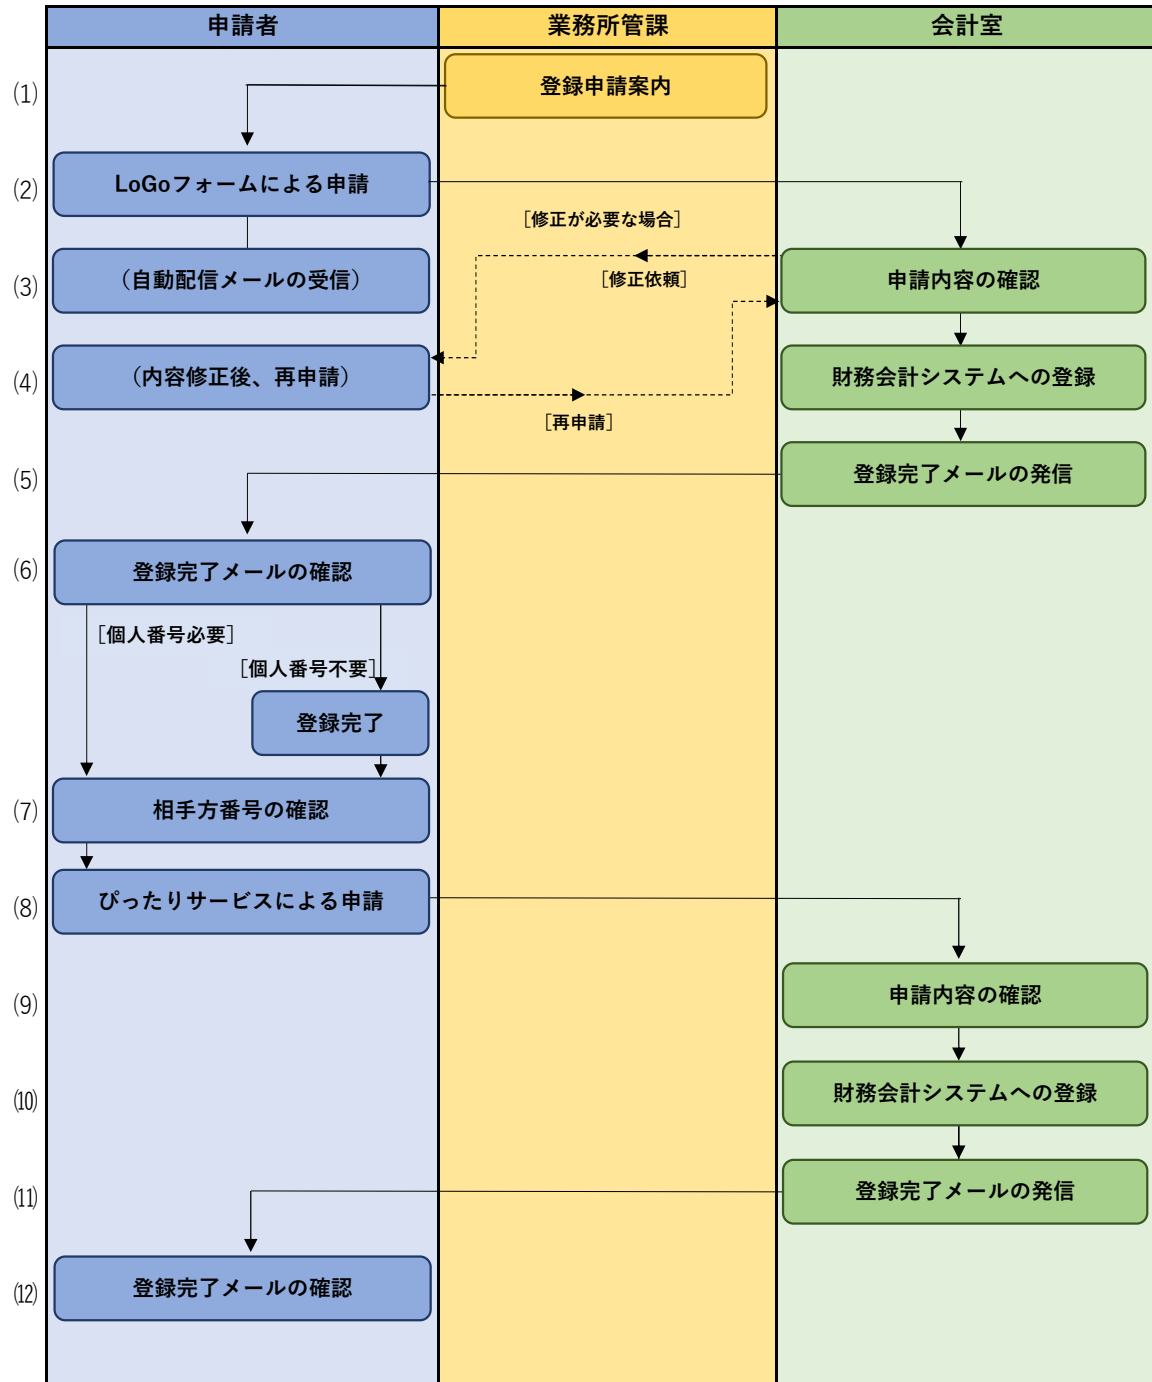 申請者 業務所管課 会計室
(1) 登録申請案内
(2) LoGoフォームによる申請
[修正が必要な場合]
(3) (自動配信メールの受信) [修正依頼] 申請内容の確認
(4) (内容修正後、再申請) 財務会計システムへの登録
[再申請]
(5) 登録完了メールの発信
(6) 登録完了メールの確認
[個人番号必要]
[個人番号不要]
登録完了
(7) 相手方番号の確認
(8) ぴったりサービスによる申請
(9) 申請内容の確認
(10) 財務会計システムへの登録
(11) 登録完了メールの発信
(12) 登録完了メールの確認